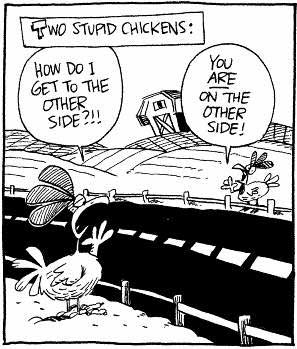 TWO STUPID CHICKENS:
HOW DO I
GET TO THE
OTHER
SIDE?!!
YOU
ARE
ON THE
OTHER
SIDE!